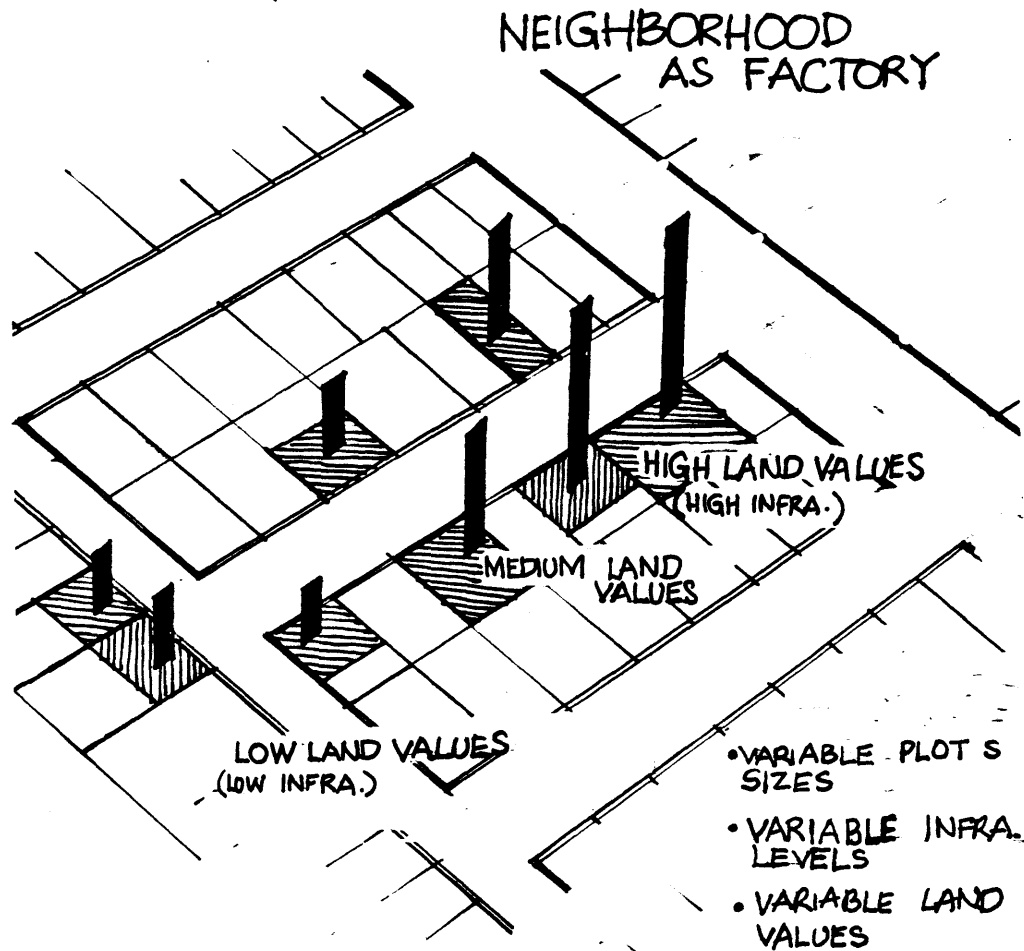 NEIGHBORHOOD
AS FACTORY
HIGH LAND VALUES
(HIGH INFRA.)
MEDIUM LAND
VALUES
LOW LAND VALUES
(LOW INFRA.)
•VARIABLE PLOT S
SIZES
•VARIABLE INFRA.
LEVELS
•VARIABLE LAND
VALUES